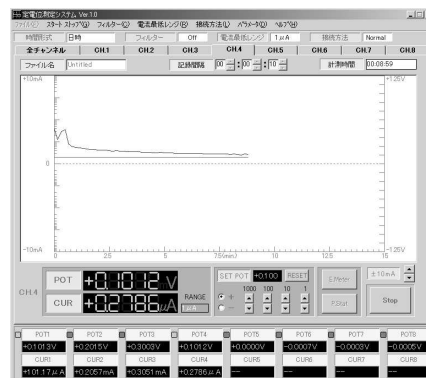 定電位測定システム Ver.1.0
ファイル(F) スタート・ストップ(G) フィルター(C) 電流最低レンジ(R) 接続方法(L) パラメータ(D) ヘルプ(H)
時間形式 日時 フィルター Off 電流最低レンジ 1μA 接続方法 Normal
全チャンネル CH.1 CH.2 CH.3 CH.4 CH.5 CH.6 CH.7 CH.8
ファイル名 Untitled 記録間隔 00 : 00 : 10 計測時間 00:08:59
+10mA +1.25V
0
-10mA -1.25V
0 2.5 5 7.5(min) 10 12.5 15
CH.4
POT +0.1012 V
CUR +0.2786 μA
RANGE
1μA
SET POT +0.100 RESET
1000 100 10 1
+
-
E.Meter
P.Stat.
±10mA
Stop
POT1 POT2 POT3 POT4 POT5 POT6 POT7 POT8
+0.1013V +0.2015V +0.3003V +0.1012V +0.0000V -0.0007V -0.0003V -0.0005V
CUR1 CUR2 CUR3 CUR4 CUR5 CUR6 CUR7 CUR8
+101.17μA +0.2057mA +0.3051mA +0.2786μA -- -- -- --